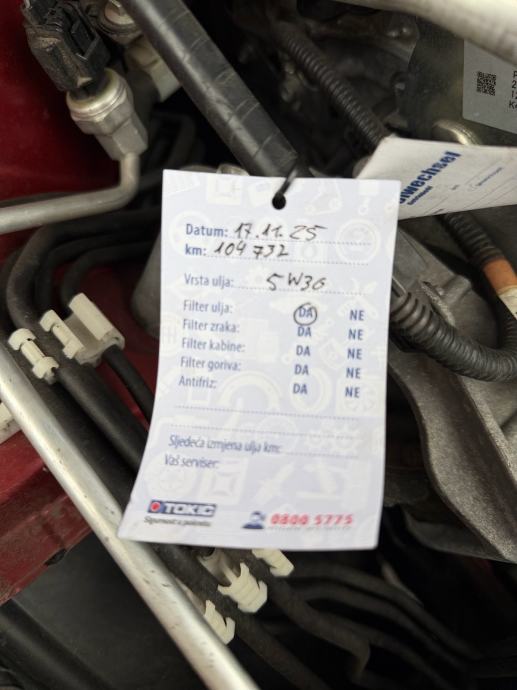 Ölwechsel
Datum: 17.11.25
km: 104 732
Vrsta ulja: 5W30
Filter ulja: DA NE
Filter zraka: DA NE
Filter kabine: DA NE
Filter goriva: DA NE
Antifriz: DA NE
Sljedeća izmjena ulja km:
Vaš serviser:
TOKIĆ
Sigurnost u pokretu.
0800 5775